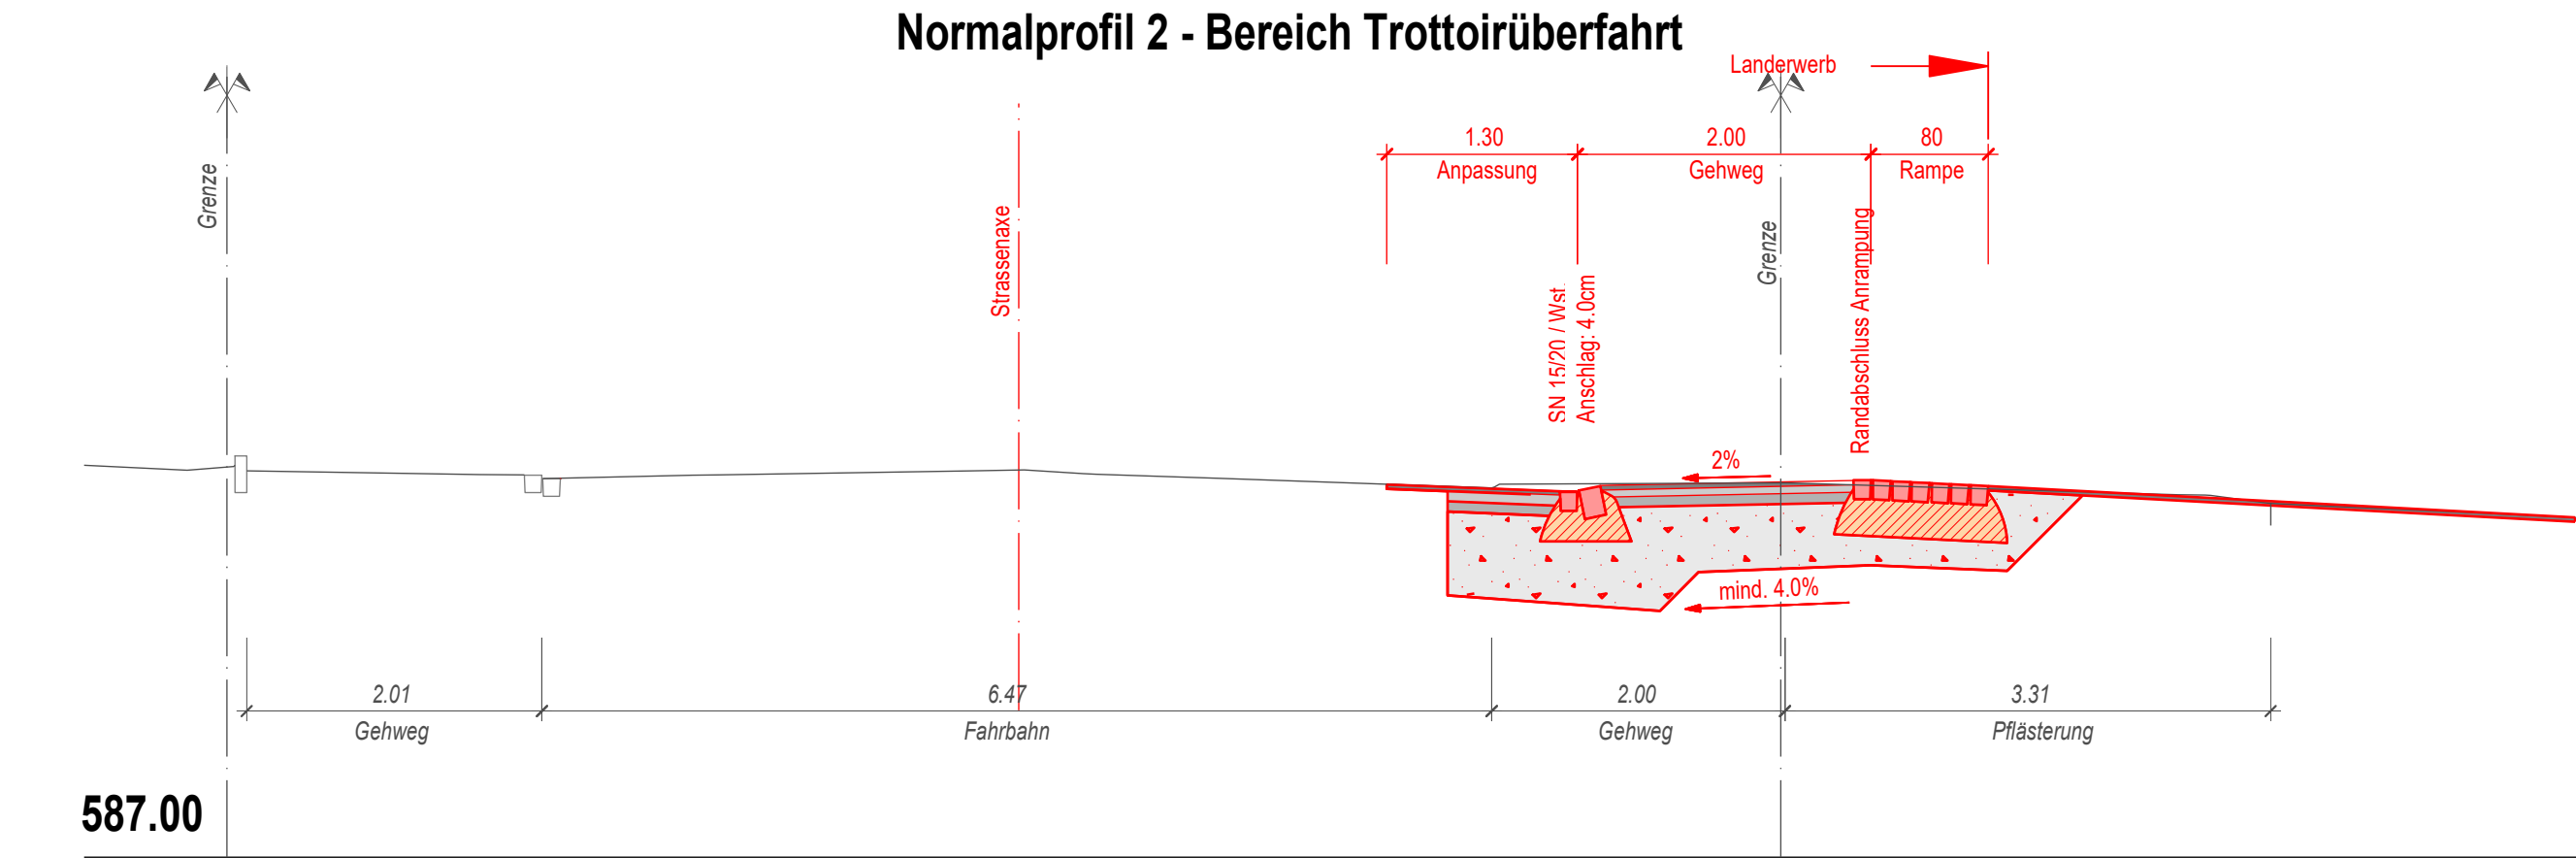 Normalprofil 2 - Bereich Trottoirüberfahrt
Landerwerb
1.30
2.00
80
Anpassung
Gehweg
Rampe
Grenze
Strassenaxe
SN 15/20 / Wst.
Anschlag: 4.0cm
Grenze
Randabschluss Anrampung
2%
mind. 4.0%
2.01
6.47
2.00
3.31
Gehweg
Fahrbahn
Gehweg
Pflästerung
587.00